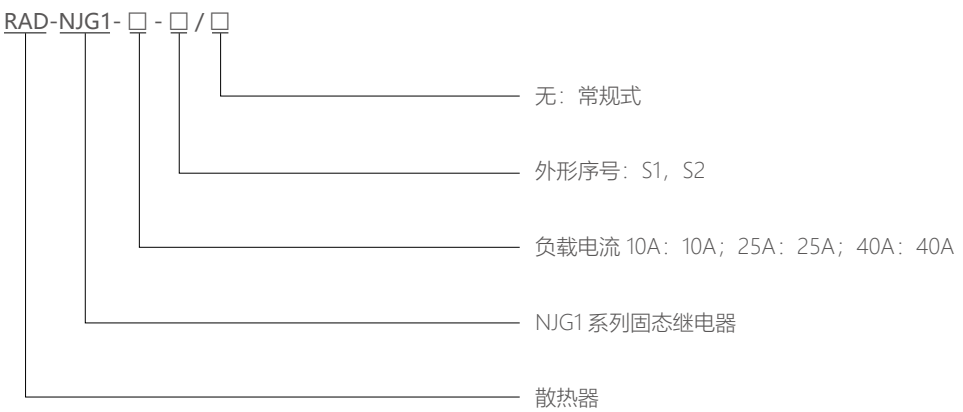 RAD-NJG1- □ - □ / □
无：常规式
外形序号：S1，S2
负载电流 10A：10A；25A：25A；40A：40A
NJG1 系列固态继电器
散热器